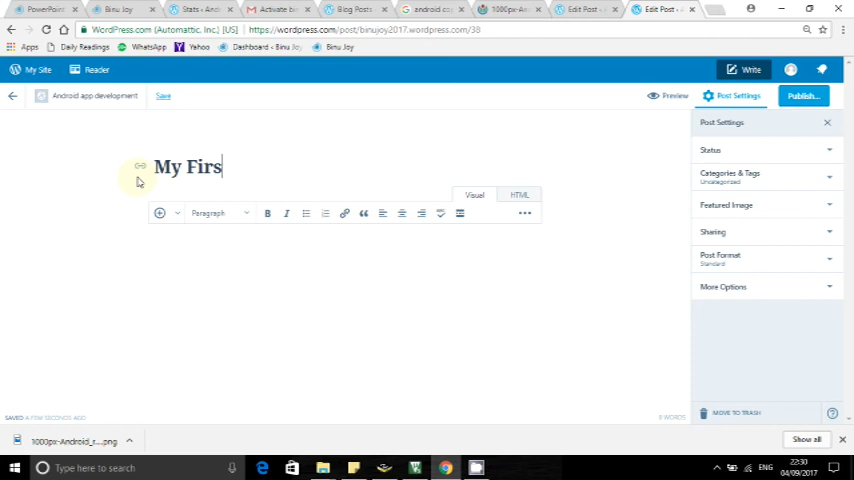 PowerPoint
Binu Joy
Stats ‹ And
Activate bi
Blog Posts
android co
1000px-An
Edit Post ‹
Edit Post ‹ A
WordPress.com (Automattic, Inc.) [US]
https://wordpress.com/post/binujoy2017.wordpress.com/38
Apps
Daily Readings
WhatsApp
Yahoo
Dashboard ‹ Binu Joy
Binu Joy
My Site
Reader
Write
Android app development
Save
Preview
Post Settings
Publish...
Post Settings
Status
My Firs
Categories & Tags
Uncategorized
Visual
HTML
Paragraph
B
I
Featured Image
Sharing
Post Format
Standard
More Options
SAVED A FEW SECONDS AGO
0 WORDS
MOVE TO TRASH
1000px-Android_r....png
Show all
Type here to search
ENG
22:30
04/09/2017